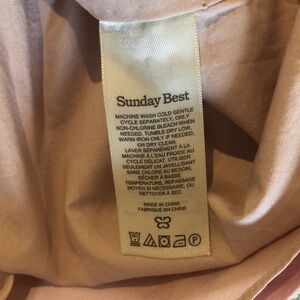 Sunday Best
MACHINE WASH COLD GENTLE
CYCLE SEPARATELY, ONLY
NON-CHLORINE BLEACH WHEN
NEEDED, TUMBLE DRY LOW,
WARM IRON ONLY IF NEEDED,
OR DRY CLEAN.
LAVER SÉPARÉMENT À LA
MACHINE À L'EAU FROIDE AU
CYCLE DÉLICAT, UTILISER
SEULEMENT UN JAVELLISANT
SANS CHLORE AU BESOIN,
SÉCHER À BASSE
TEMPÉRATURE, REPASSAGE
MOYEN SI NÉCESSAIRE, OU
NETTOYER À SEC.
MADE IN CHINA
FABRIQUÉ EN CHINE
P